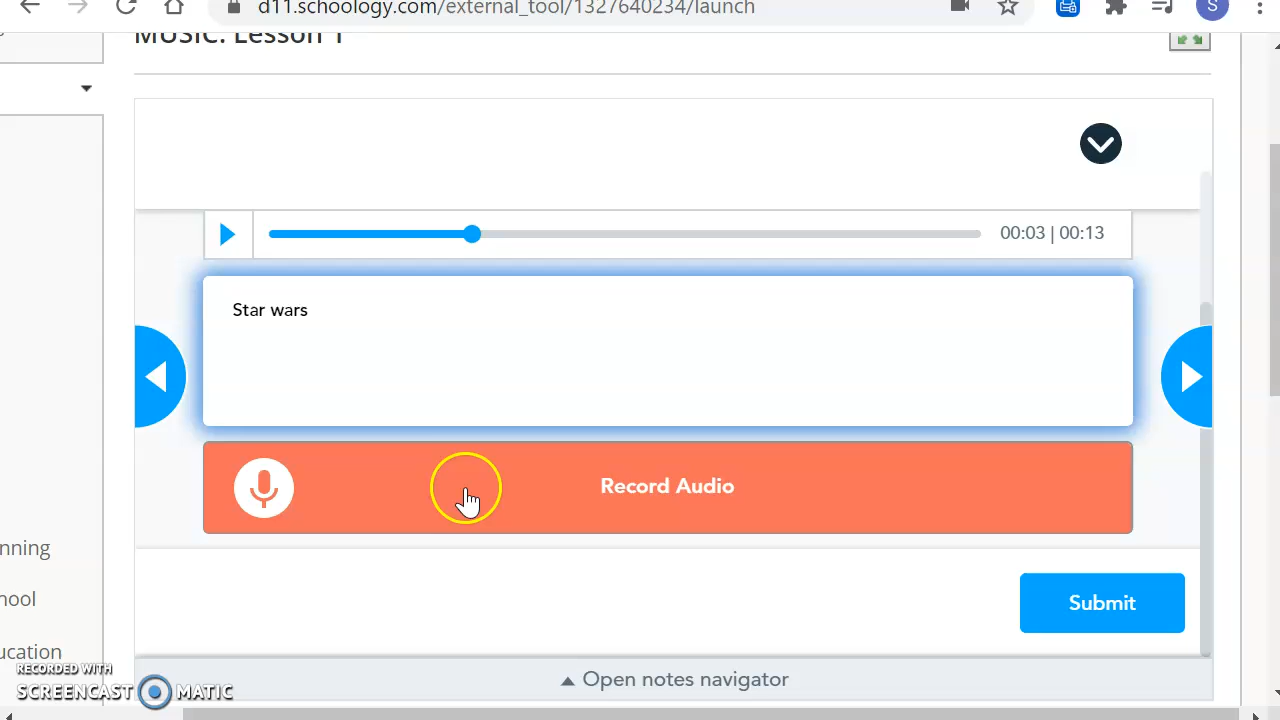 d11.schoology.com/external_tool/1327640234/launch
S
MUSIC: Lesson 1
00:03 | 00:13
Star wars
Record Audio
Submit
Open notes navigator
nning
hool
ucation
RECORDED WITH
SCREENCAST MATIC